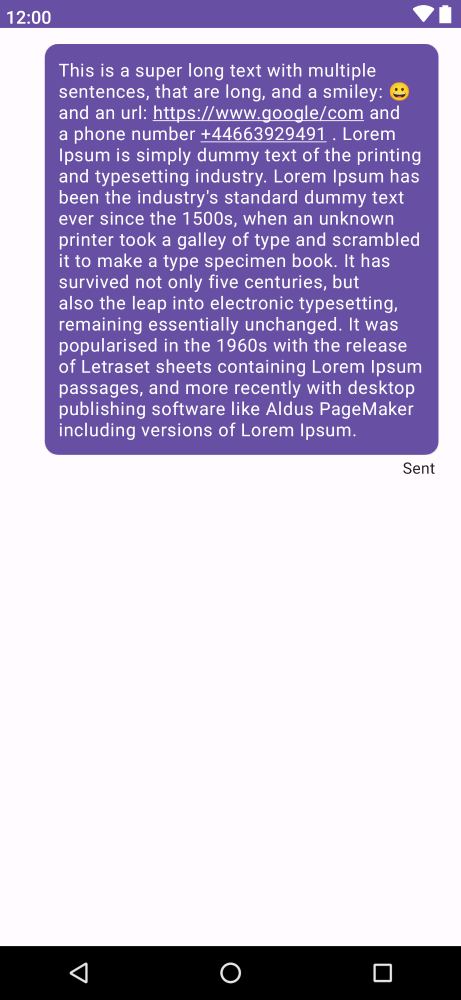 12:00
This is a super long text with multiple
sentences, that are long, and a smiley: 😀
and an url: https://www.google/com and
a phone number +44663929491 . Lorem
Ipsum is simply dummy text of the printing
and typesetting industry. Lorem Ipsum has
been the industry's standard dummy text
ever since the 1500s, when an unknown
printer took a galley of type and scrambled
it to make a type specimen book. It has
survived not only five centuries, but
also the leap into electronic typesetting,
remaining essentially unchanged. It was
popularised in the 1960s with the release
of Letraset sheets containing Lorem Ipsum
passages, and more recently with desktop
publishing software like Aldus PageMaker
including versions of Lorem Ipsum.
Sent